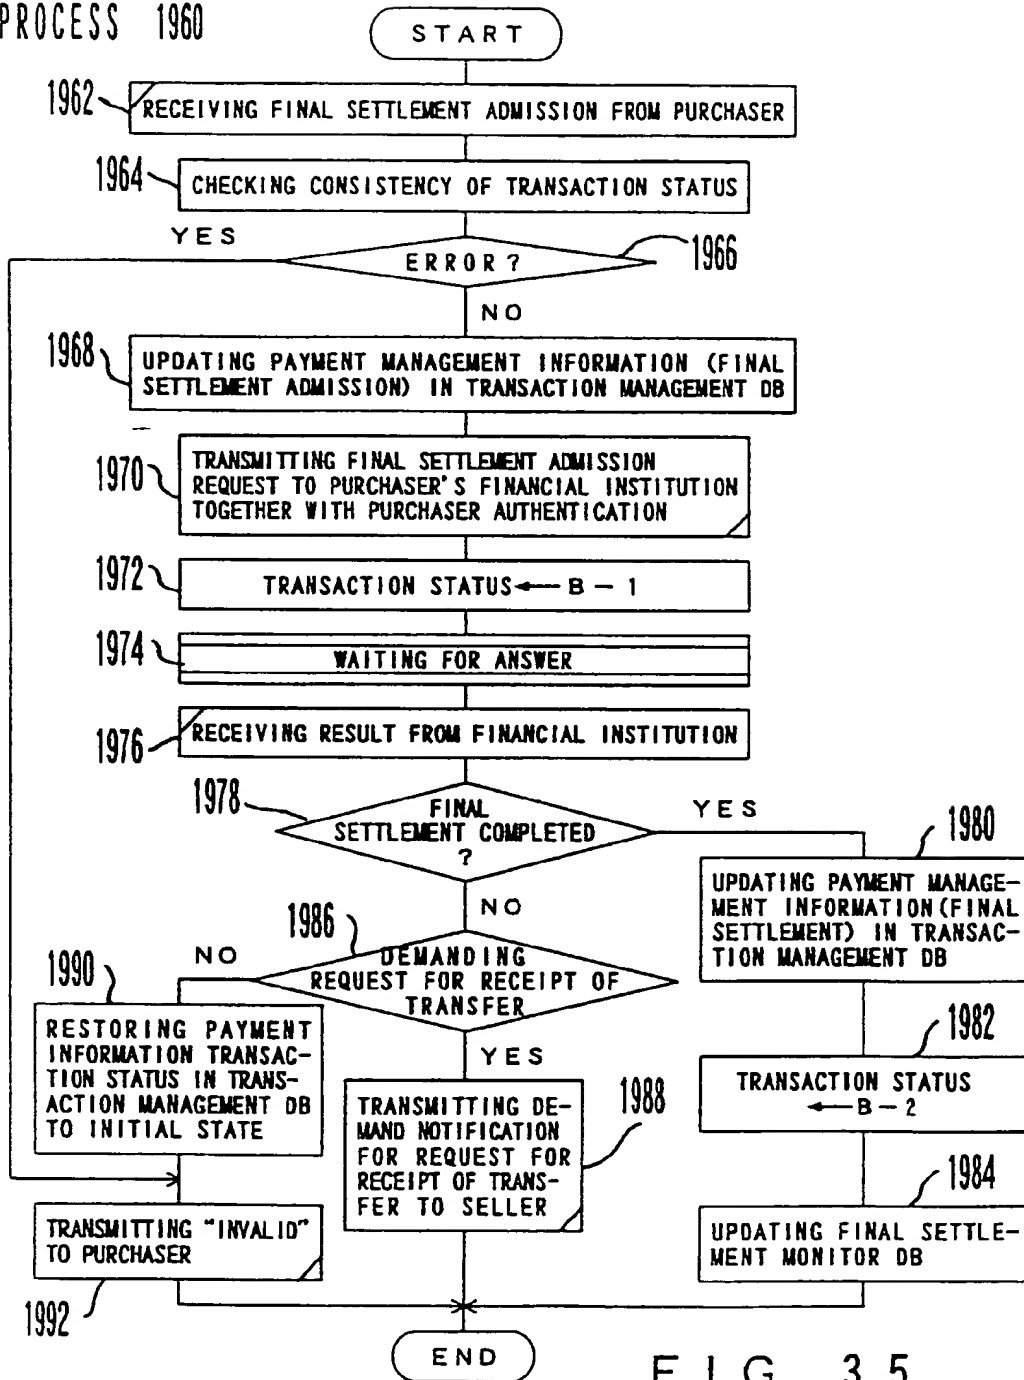 PROCESS 1960
START
1962
RECEIVING FINAL SETTLEMENT ADMISSION FROM PURCHASER
1964
CHECKING CONSISTENCY OF TRANSACTION STATUS
YES
ERROR?
1966
NO
1968
UPDATING PAYMENT MANAGEMENT INFORMATION (FINAL
SETTLEMENT ADMISSION) IN TRANSACTION MANAGEMENT DB
1970
TRANSMITTING FINAL SETTLEMENT ADMISSION
REQUEST TO PURCHASER'S FINANCIAL INSTITUTION
TOGETHER WITH PURCHASER AUTHENTICATION
1972
TRANSACTION STATUS ← B - 1
1974
WAITING FOR ANSWER
1976
RECEIVING RESULT FROM FINANCIAL INSTITUTION
1978
FINAL
SETTLEMENT COMPLETED
?
YES
1980
UPDATING PAYMENT MANAGE-
MENT INFORMATION (FINAL
SETTLEMENT) IN TRANSAC-
TION MANAGEMENT DB
NO
1986
DEMANDING
REQUEST FOR RECEIPT OF
TRANSFER
NO
1990
RESTORING PAYMENT
INFORMATION TRANSAC-
TION STATUS IN TRANS-
ACTION MANAGEMENT DB
TO INITIAL STATE
1982
TRANSACTION STATUS
← B - 2
YES
1988
TRANSMITTING DE-
MAND NOTIFICATION
FOR REQUEST FOR
RECEIPT OF TRANS-
FER TO SELLER
1984
UPDATING FINAL SETTLE-
MENT MONITOR DB
TRANSMITTING "INVALID"
TO PURCHASER
1992
END
FIG. 35